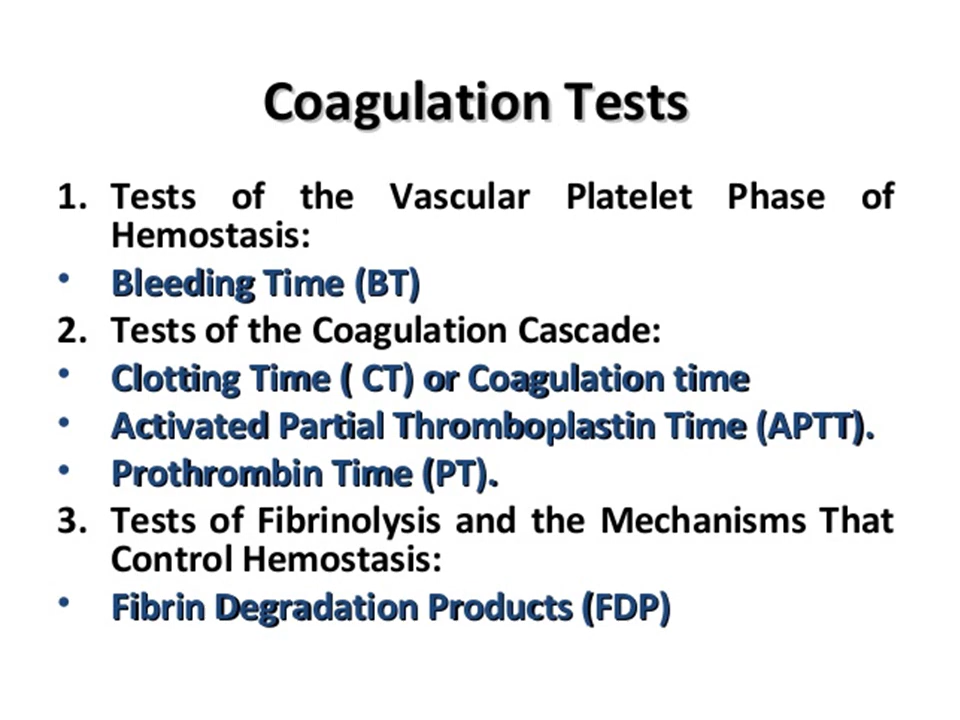 Coagulation Tests
1. Tests of the Vascular Platelet Phase of
Hemostasis:
• Bleeding Time (BT)
2. Tests of the Coagulation Cascade:
• Clotting Time ( CT) or Coagulation time
• Activated Partial Thromboplastin Time (APTT).
• Prothrombin Time (PT).
3. Tests of Fibrinolysis and the Mechanisms That
Control Hemostasis:
• Fibrin Degradation Products (FDP)